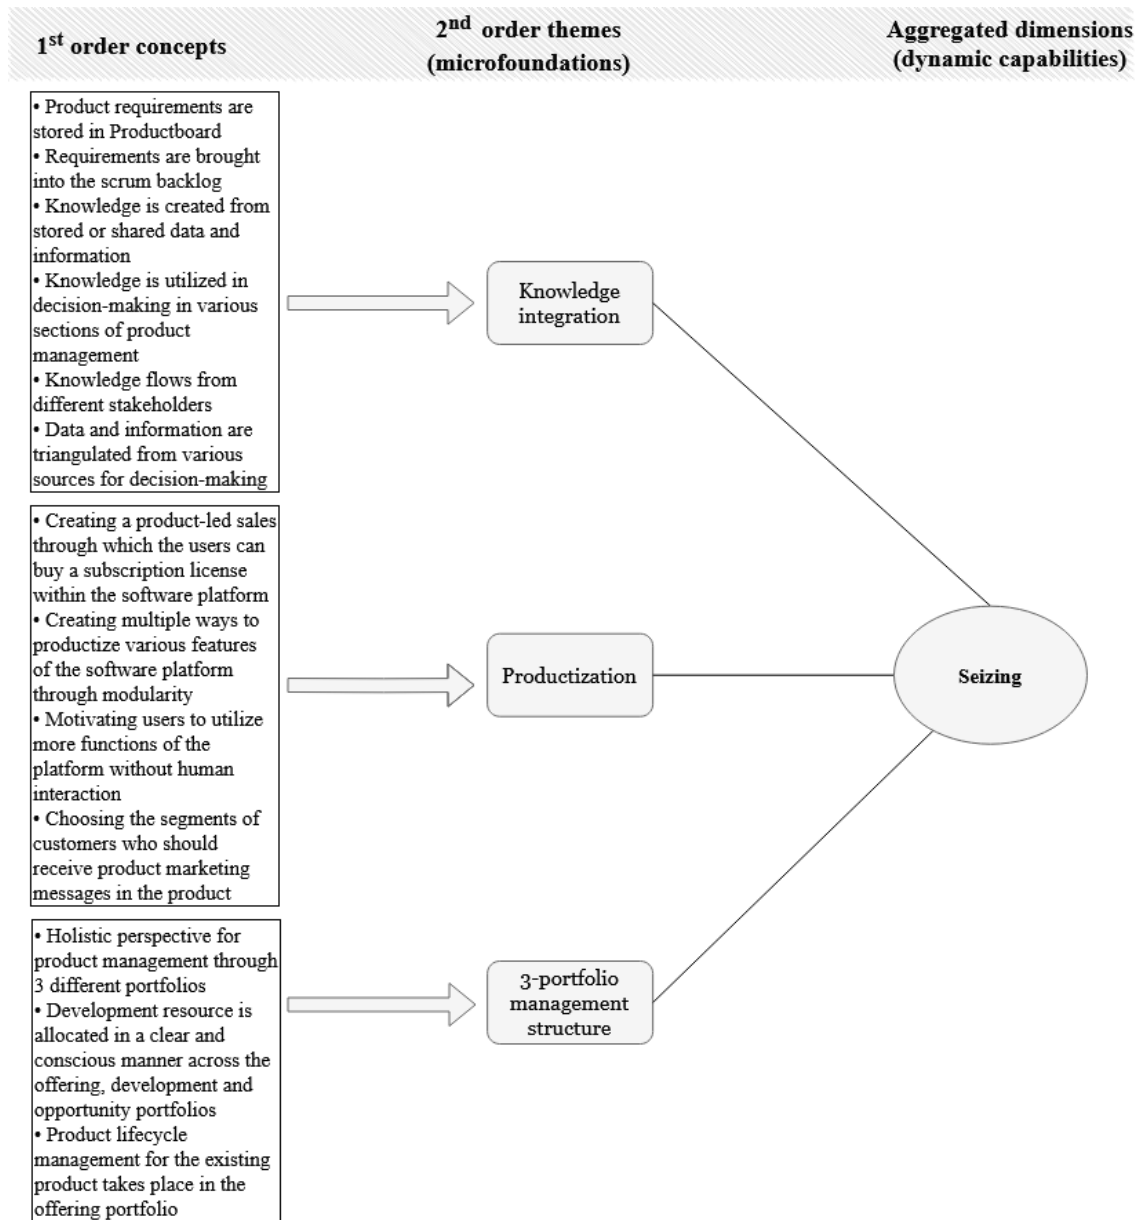 1st order concepts
2nd order themes
(microfoundations)
Aggregated dimensions
(dynamic capabilities)
• Product requirements are
stored in Productboard
• Requirements are brought
into the scrum backlog
• Knowledge is created from
stored or shared data and
information
• Knowledge is utilized in
decision-making in various
sections of product
management
• Knowledge flows from
different stakeholders
• Data and information are
triangulated from various
sources for decision-making
Knowledge
integration
• Creating a product-led sales
through which the users can
buy a subscription license
within the software platform
• Creating multiple ways to
productize various features
of the software platform
through modularity
• Motivating users to utilize
more functions of the
platform without human
interaction
• Choosing the segments of
customers who should
receive product marketing
messages in the product
Productization
Seizing
• Holistic perspective for
product management through
3 different portfolios
• Development resource is
allocated in a clear and
conscious manner across the
offering, development and
opportunity portfolios
• Product lifecycle
management for the existing
product takes place in the
offering portfolio
3-portfolio
management
structure